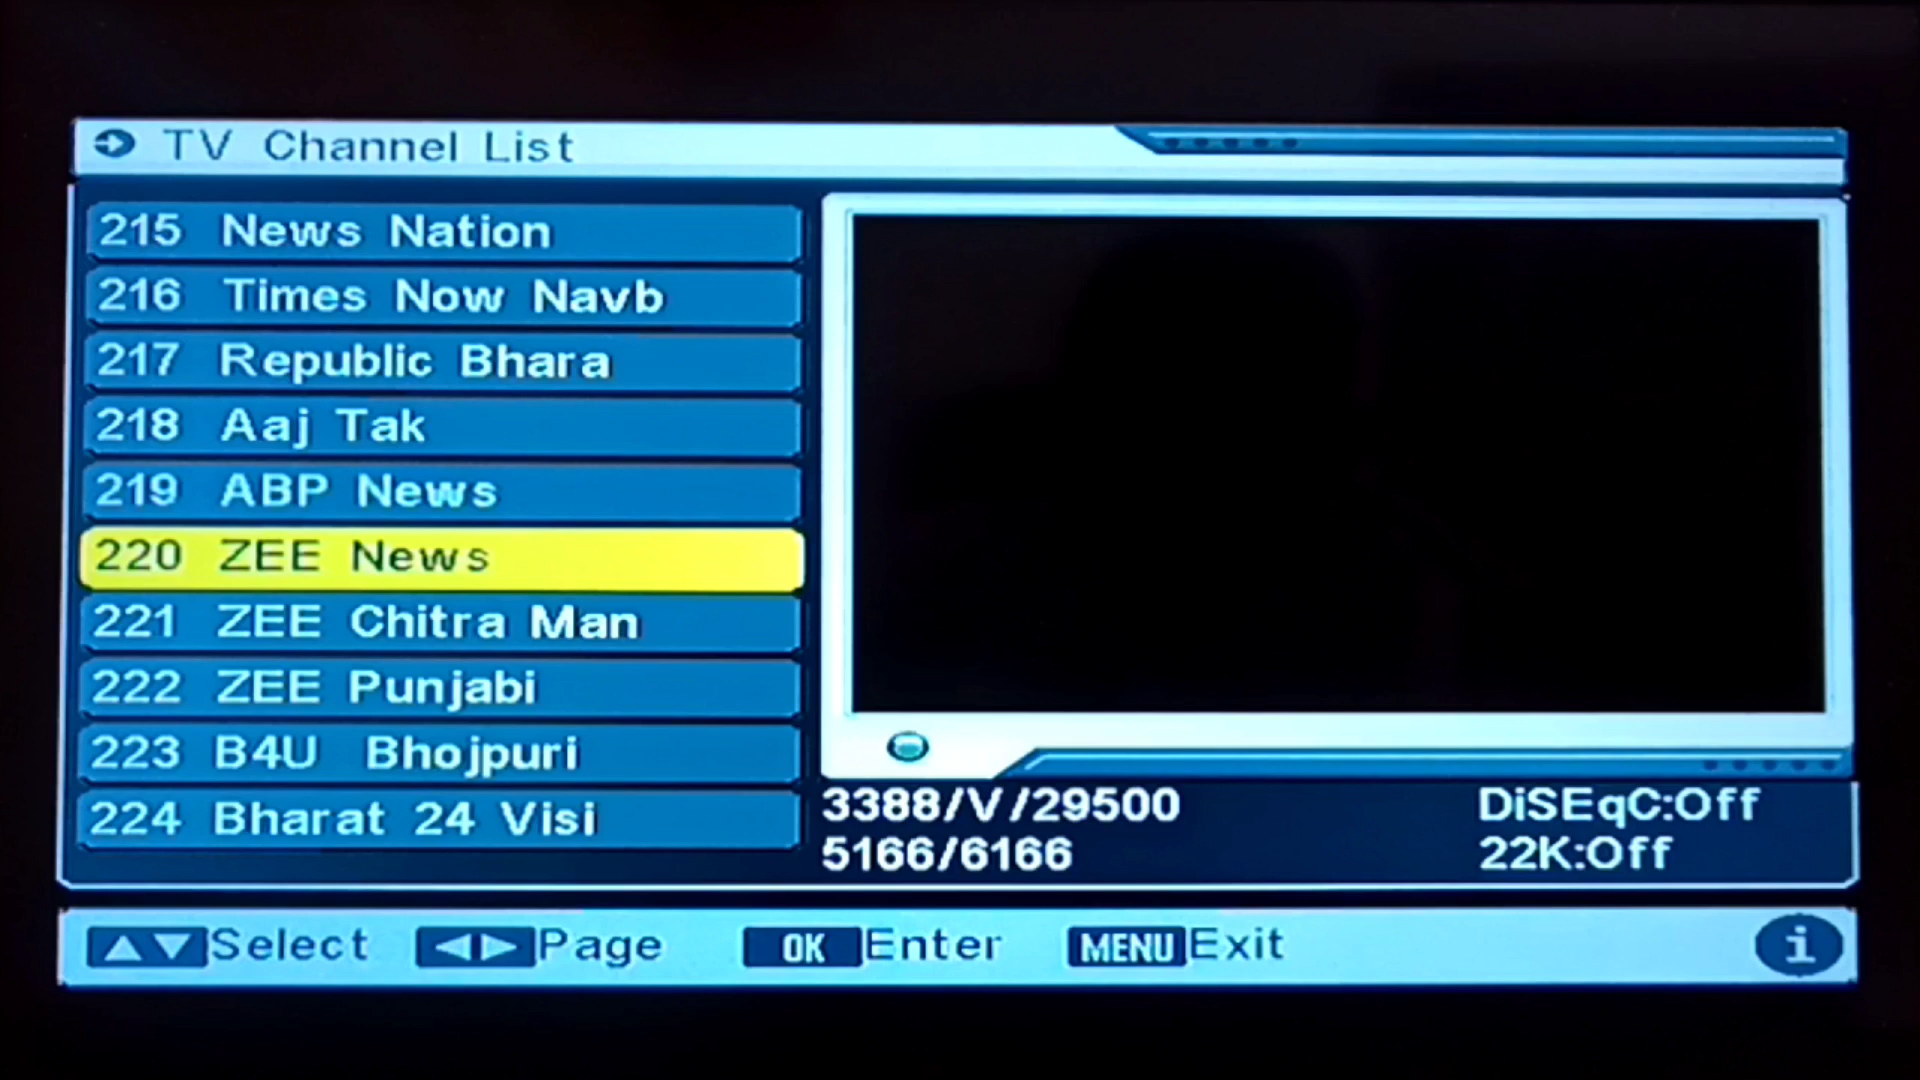 TV Channel List
215 News Nation
216 Times Now Navb
217 Republic Bhara
218 Aaj Tak
219 ABP News
220 ZEE News
221 ZEE Chitra Man
222 ZEE Punjabi
223 B4U Bhojpuri
224 Bharat 24 Visi
3388/V/29500 DiSEqC:Off
5166/6166 22K:Off
▲▼Select ◀▶Page OK Enter MENU Exit i